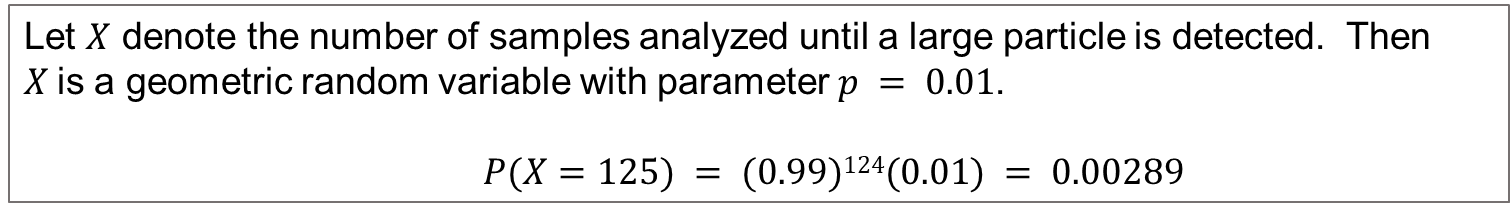 Let X denote the number of samples analyzed until a large particle is detected. Then
X is a geometric random variable with parameter p = 0.01.
P(X = 125) = (0.99)¹²⁴(0.01) = 0.00289